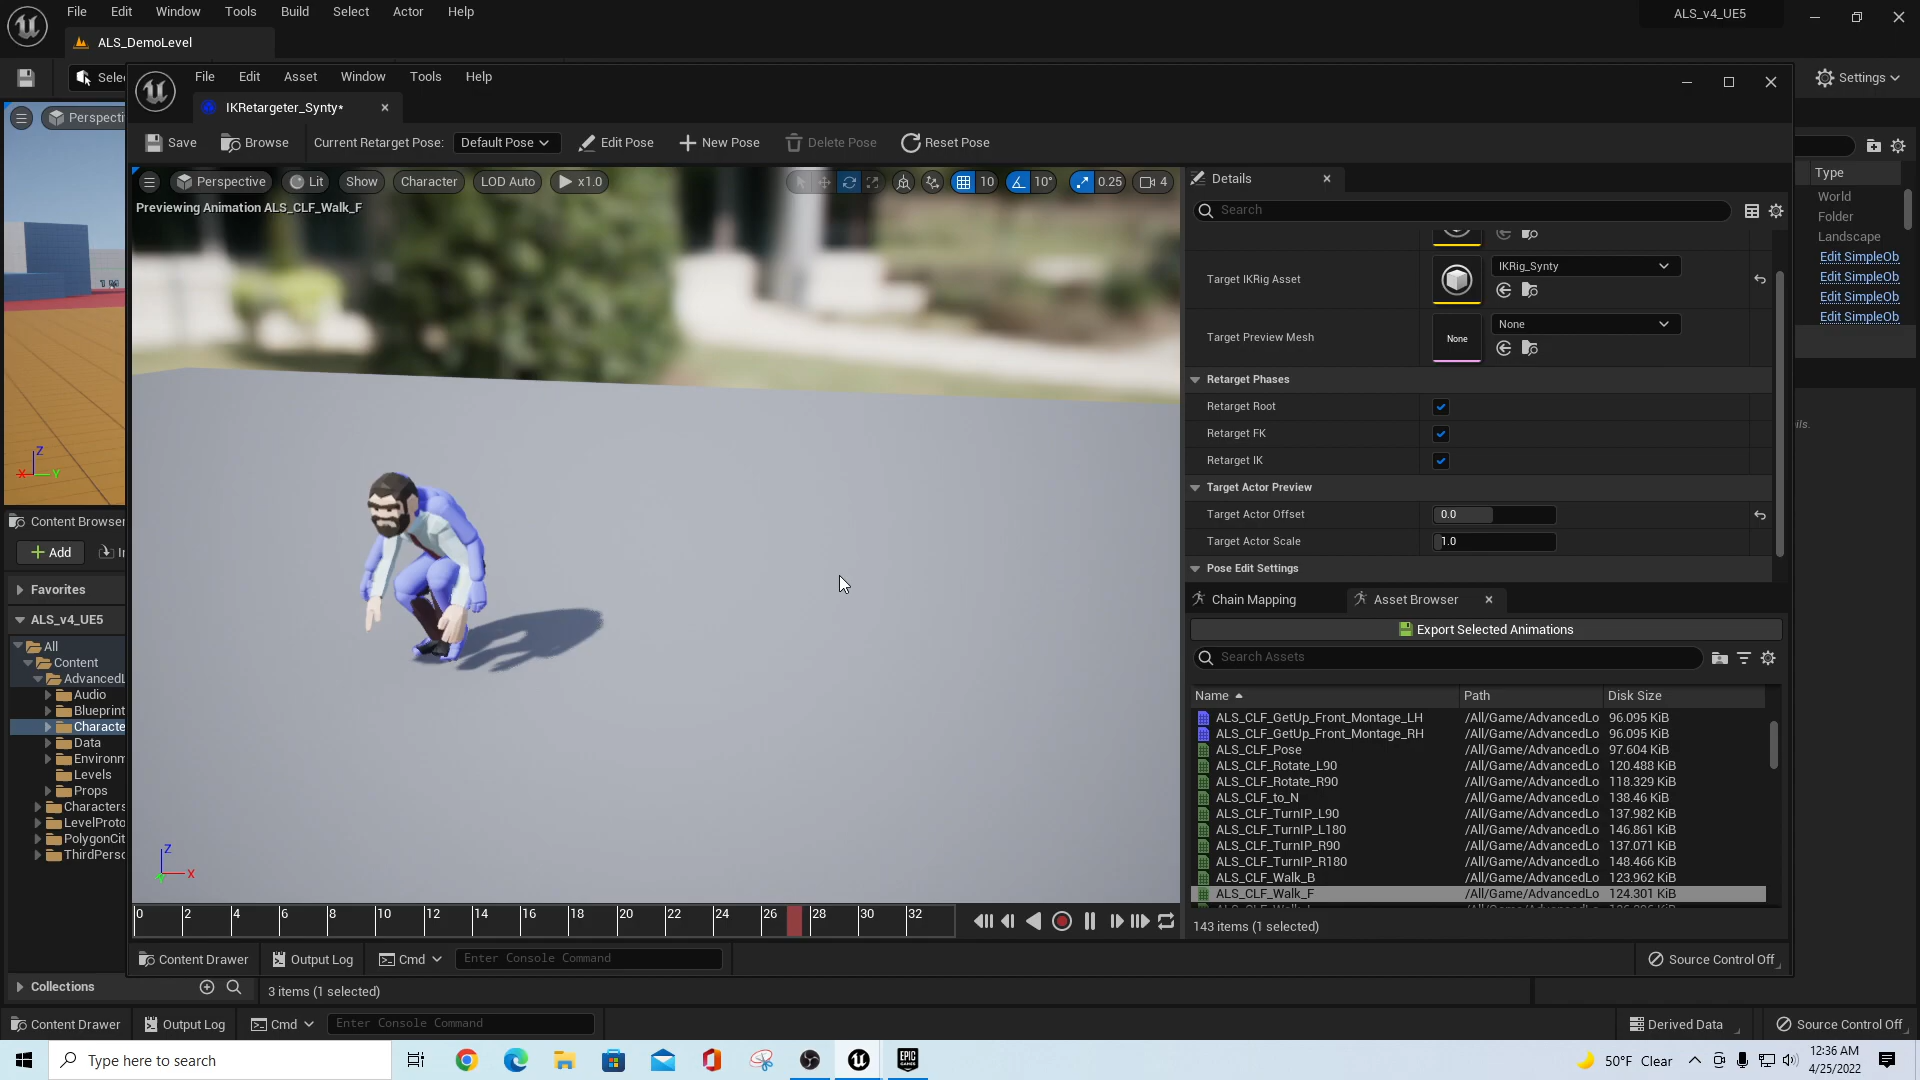 File Edit Window Tools Build Select Actor Help
ALS_v4_UE5
ALS_DemoLevel
Settings
File Edit Asset Window Tools Help
IKRetargeter_Synty*
Save Browse Current Retarget Pose: Default Pose Edit Pose New Pose Delete Pose Reset Pose
Perspective Lit Show Character LOD Auto x1.0 10 10° 0.25 4
Previewing Animation ALS_CLF_Walk_F
Details
Search
Target IKRig Asset
IKRig_Synty
Target Preview Mesh
None
None
Retarget Phases
Retarget Root
Retarget FK
Retarget IK
Target Actor Preview
Target Actor Offset 0.0
Target Actor Scale 1.0
Pose Edit Settings
Chain Mapping Asset Browser
Export Selected Animations
Search Assets
Name Path Disk Size
ALS_CLF_GetUp_Front_Montage_LH /All/Game/AdvancedLo 96.095 KiB
ALS_CLF_GetUp_Front_Montage_RH /All/Game/AdvancedLo 96.095 KiB
ALS_CLF_Pose /All/Game/AdvancedLo 97.604 KiB
ALS_CLF_Rotate_L90 /All/Game/AdvancedLo 120.488 KiB
ALS_CLF_Rotate_R90 /All/Game/AdvancedLo 118.329 KiB
ALS_CLF_to_N /All/Game/AdvancedLo 138.46 KiB
ALS_CLF_TurnIP_L90 /All/Game/AdvancedLo 137.982 KiB
ALS_CLF_TurnIP_L180 /All/Game/AdvancedLo 146.861 KiB
ALS_CLF_TurnIP_R90 /All/Game/AdvancedLo 137.071 KiB
ALS_CLF_TurnIP_R180 /All/Game/AdvancedLo 148.466 KiB
ALS_CLF_Walk_B /All/Game/AdvancedLo 123.962 KiB
ALS_CLF_Walk_F /All/Game/AdvancedLo 124.301 KiB
143 items (1 selected)
0 2 4 6 8 10 12 14 16 18 20 22 24 26 28 30 32
Z
X
Content Drawer Output Log Cmd Enter Console Command
Source Control Off
Selec
Perspecti
Z
X Y
Content Browser
Add
Favorites
ALS_v4_UE5
All
Content
AdvancedL
Audio
Blueprint
Characte
Data
Environm
Levels
Props
Characters
LevelProto
PolygonCit
ThirdPerso
Collections
3 items (1 selected)
Type
World
Folder
Landscape
Edit SimpleOb
Edit SimpleOb
Edit SimpleOb
Edit SimpleOb
ils.
Content Drawer Output Log Cmd Enter Console Command
Derived Data Source Control Off
Type here to search
EPIC
GAMES
50°F Clear
12:36 AM
4/25/2022